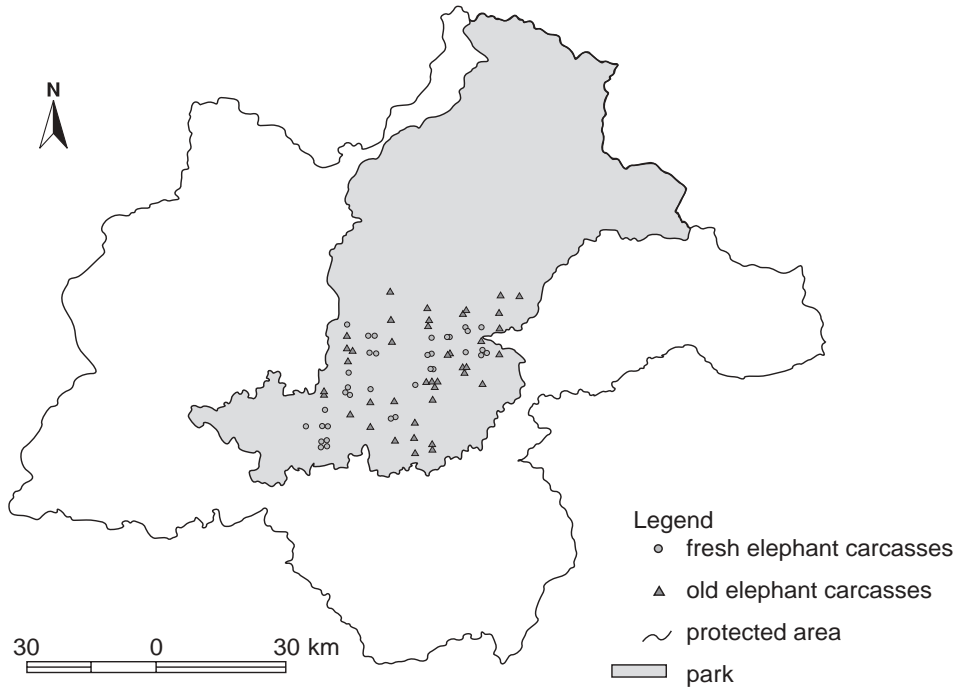 N
Legend
fresh elephant carcasses
old elephant carcasses
protected area
park
30 0 30 km